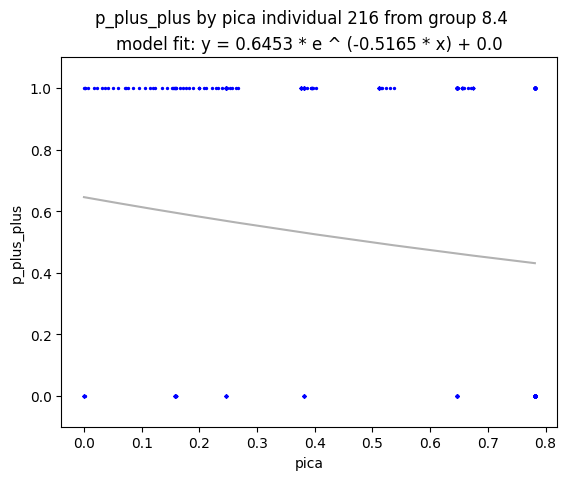 p_plus_plus by pica individual 216 from group 8.4
model fit: y = 0.6453 * e ^ (-0.5165 * x) + 0.0
1.0
0.8
0.6
0.4
0.2
0.0
p_plus_plus
0.0 0.1 0.2 0.3 0.4 0.5 0.6 0.7 0.8
pica